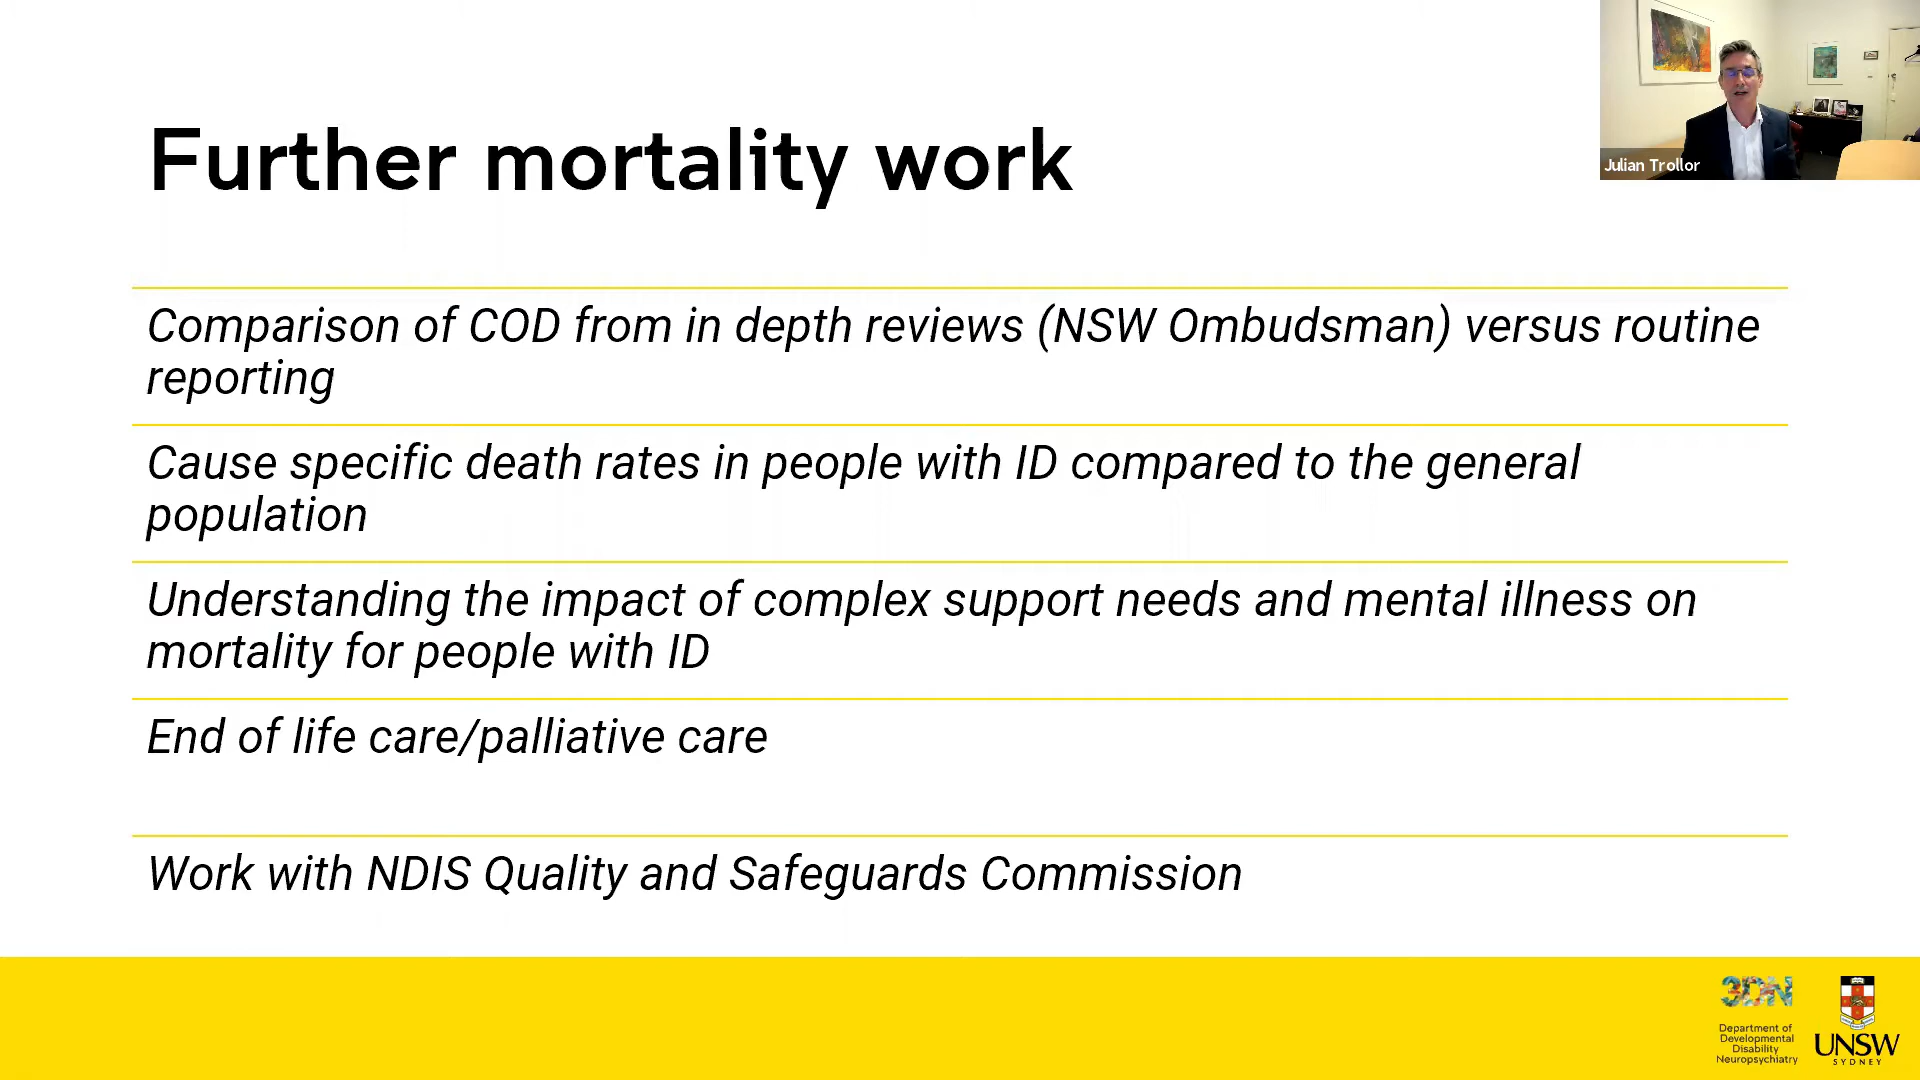 Julian Trollor
Further mortality work
Comparison of COD from in depth reviews (NSW Ombudsman) versus routine
reporting
Cause specific death rates in people with ID compared to the general
population
Understanding the impact of complex support needs and mental illness on
mortality for people with ID
End of life care/palliative care
Work with NDIS Quality and Safeguards Commission
3DN
Department of
Developmental
Disability
Neuropsychiatry
UNSW
SYDNEY